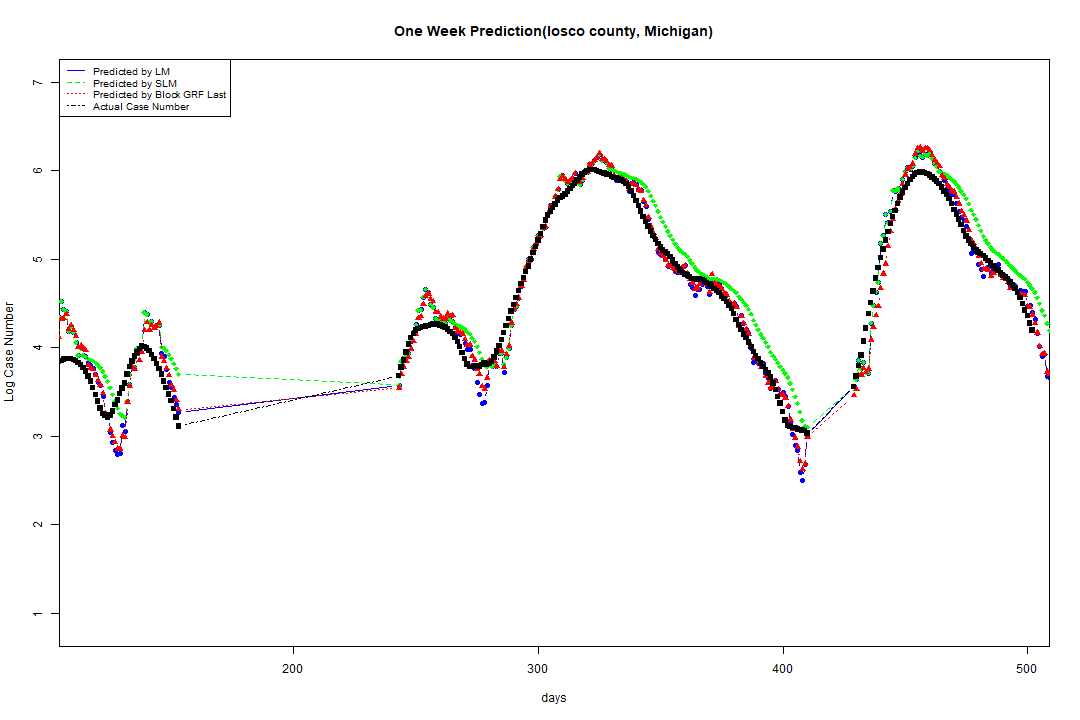 One Week Prediction(Iosco county, Michigan)
Predicted by LM
Predicted by SLM
Predicted by Block GRF Last
Actual Case Number
Log Case Number
7
6
5
4
3
2
1
200 300 400 500
days